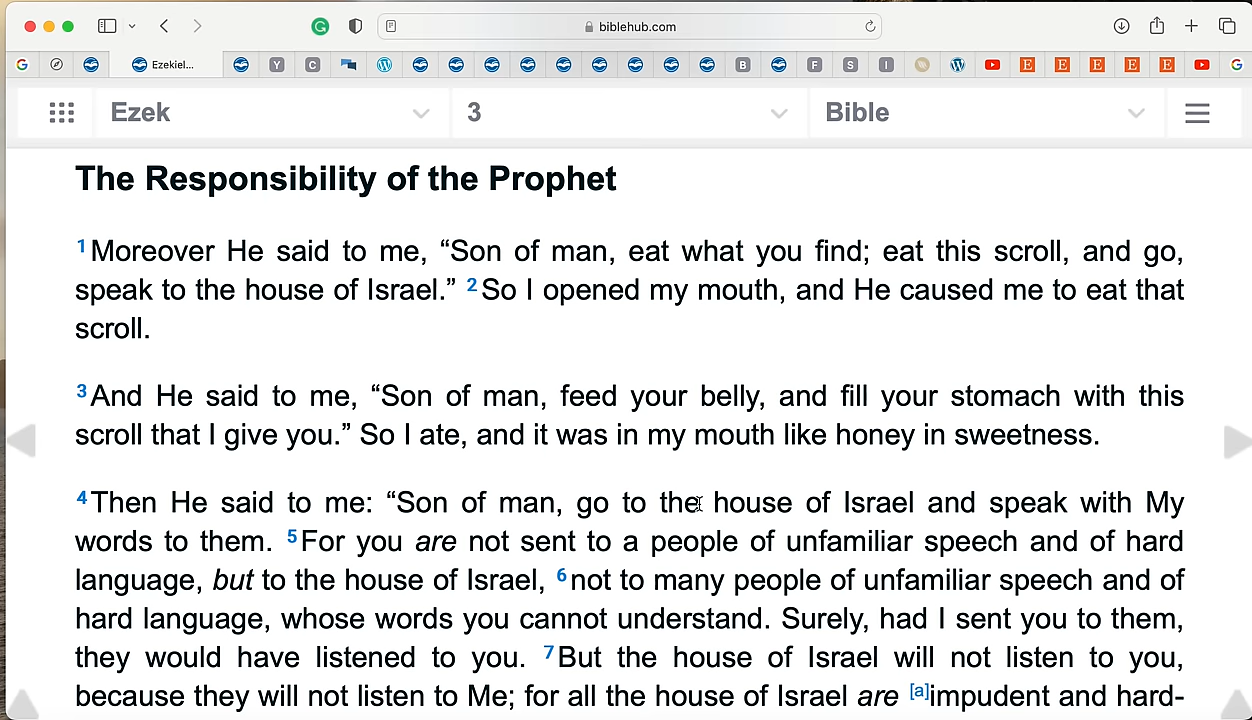 biblehub.com
Ezekiel...
Y
C
B
F
S
I
E
E
E
E
E
Ezek
3
Bible
The Responsibility of the Prophet
1Moreover He said to me, “Son of man, eat what you find; eat this scroll, and go,
speak to the house of Israel.” 2So I opened my mouth, and He caused me to eat that
scroll.
3And He said to me, “Son of man, feed your belly, and fill your stomach with this
scroll that I give you.” So I ate, and it was in my mouth like honey in sweetness.
4Then He said to me: “Son of man, go to the house of Israel and speak with My
words to them. 5For you are not sent to a people of unfamiliar speech and of hard
language, but to the house of Israel, 6not to many people of unfamiliar speech and of
hard language, whose words you cannot understand. Surely, had I sent you to them,
they would have listened to you. 7But the house of Israel will not listen to you,
because they will not listen to Me; for all the house of Israel are [a]impudent and hard-